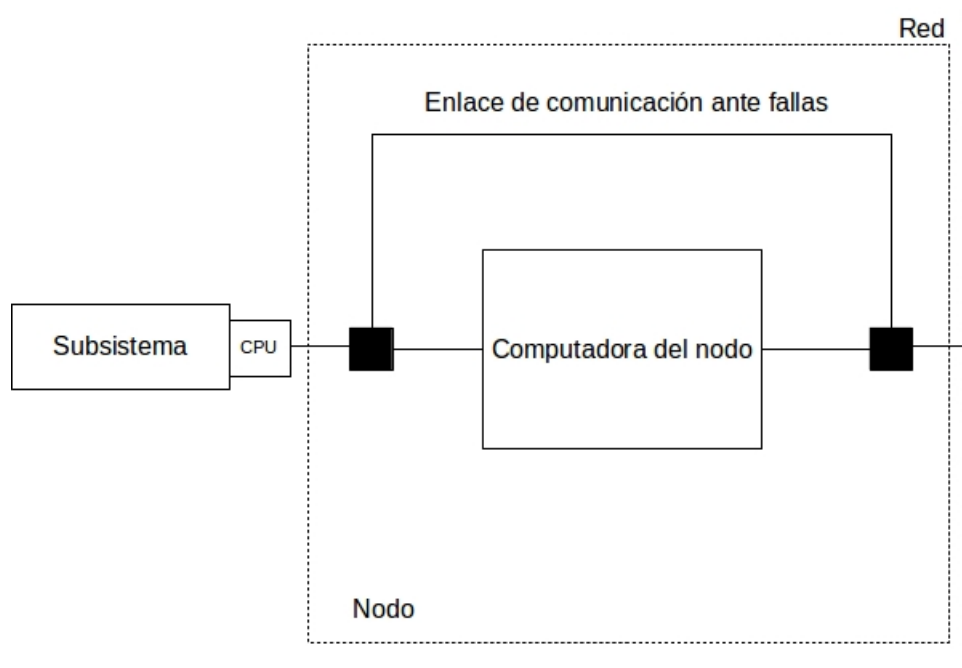 Red
Enlace de comunicación ante fallas
Subsistema
CPU
Computadora del nodo
Nodo